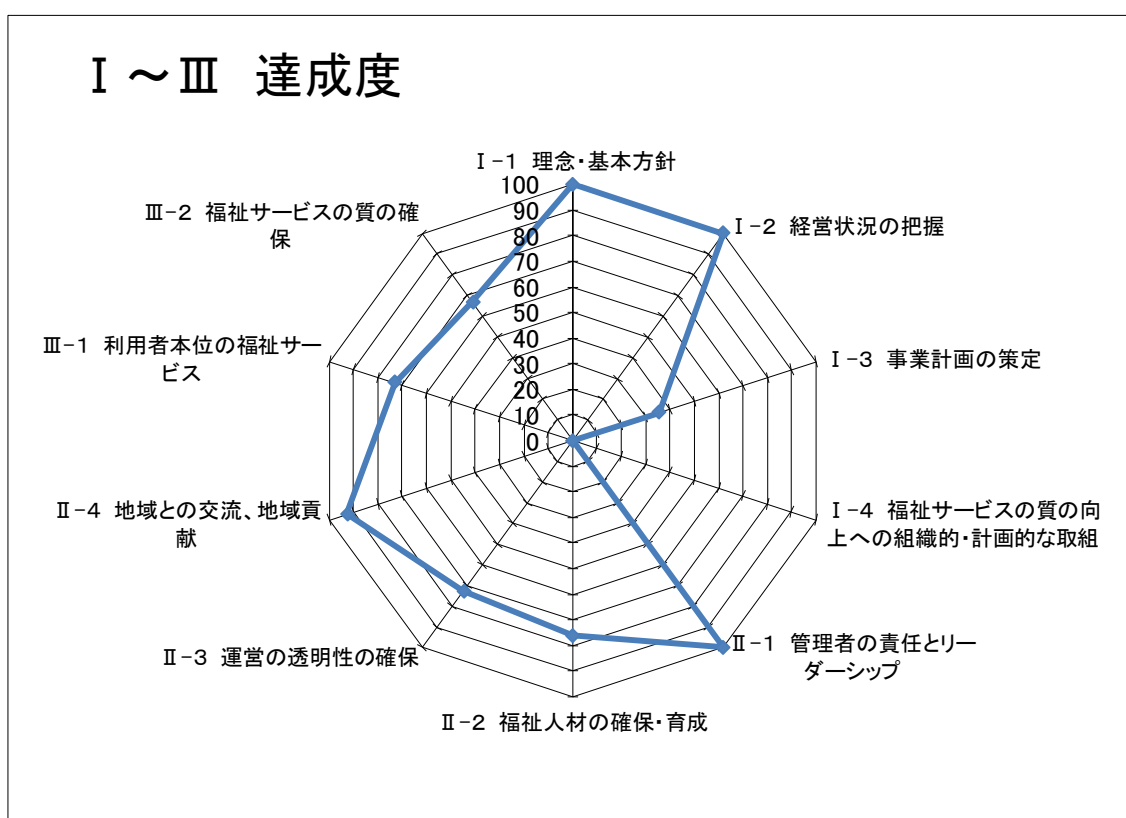 Ⅰ～Ⅲ 達成度
Ⅰ-1 理念・基本方針
100
90
80
70
60
50
40
30
20
10
0
Ⅰ-2 経営状況の把握
Ⅰ-3 事業計画の策定
Ⅰ-4 福祉サービスの質の向
上への組織的・計画的な取組
Ⅱ-1 管理者の責任とリー
ダーシップ
Ⅱ-2 福祉人材の確保・育成
Ⅱ-3 運営の透明性の確保
Ⅱ-4 地域との交流、地域貢
献
Ⅲ-1 利用者本位の福祉サー
ビス
Ⅲ-2 福祉サービスの質の確
保